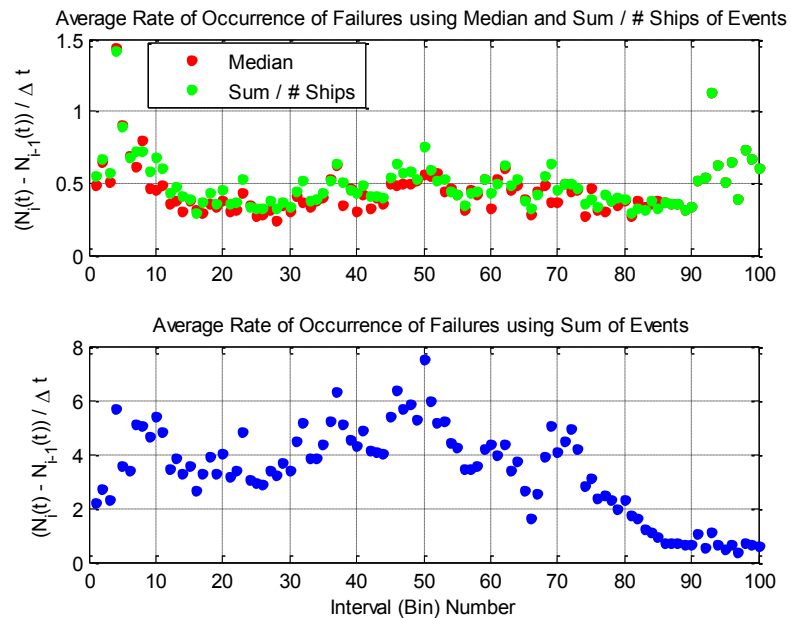 Average Rate of Occurrence of Failures using Median and Sum / # Ships of Events
(N_i(t) - N_{i-1}(t)) / Δ t
1.5
1
0.5
0
Median
Sum / # Ships
0 10 20 30 40 50 60 70 80 90 100
Average Rate of Occurrence of Failures using Sum of Events
(N_i(t) - N_{i-1}(t)) / Δ t
8
6
4
2
0
0 10 20 30 40 50 60 70 80 90 100
Interval (Bin) Number